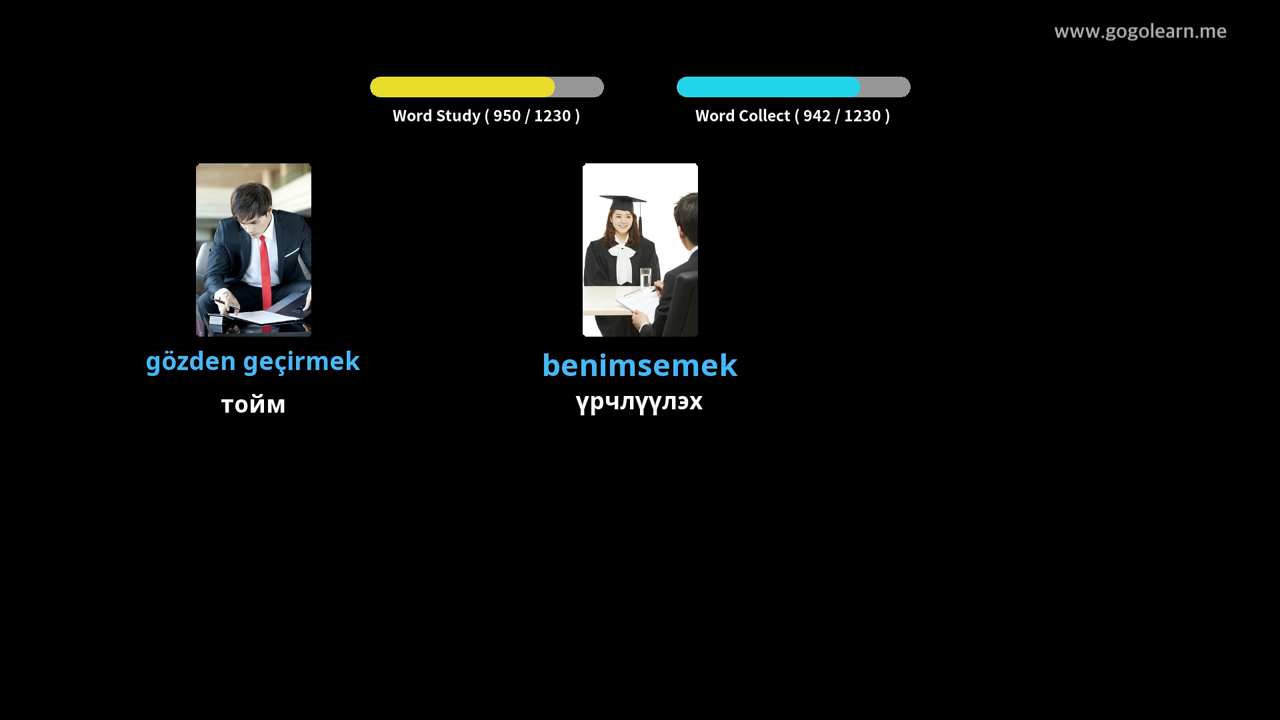 www.gogolearn.me
Word Study ( 950 / 1230 )
Word Collect ( 942 / 1230 )
gözden geçirmek
тойм
benimsemek
үрчлүүлэх